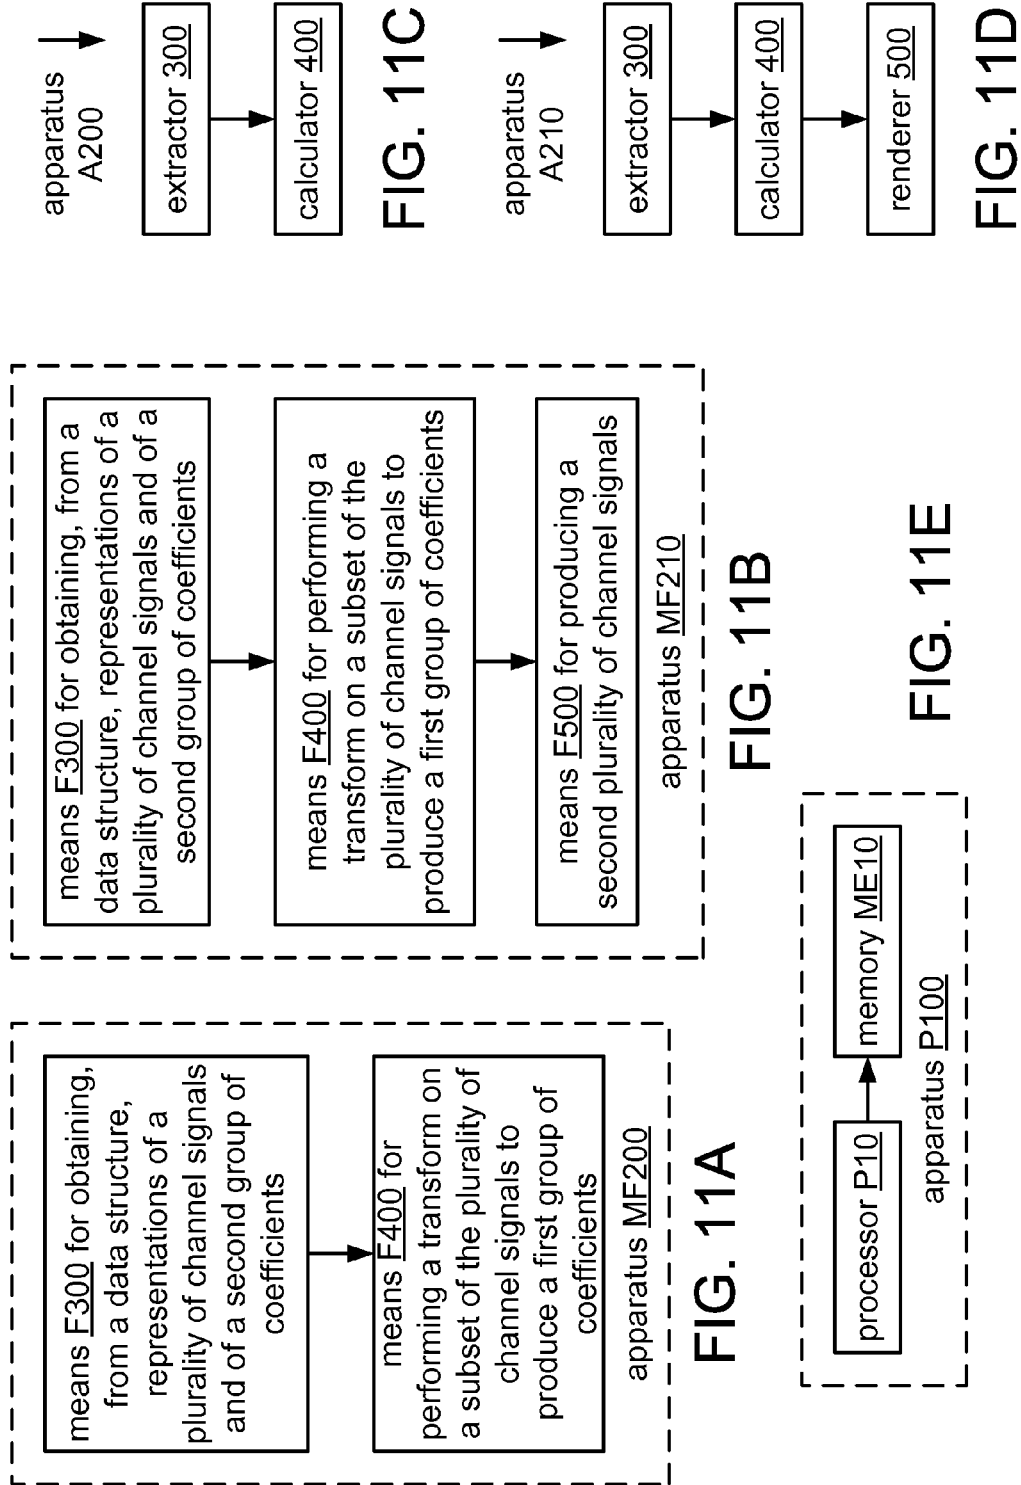 means F300 for obtaining,
from a data structure,
representations of a
plurality of channel signals
and of a second group of
coefficients
means F400 for
performing a transform on
a subset of the plurality of
channel signals to
produce a first group of
coefficients
apparatus MF200
FIG. 11A
means F300 for obtaining, from a
data structure, representations of a
plurality of channel signals and of a
second group of coefficients
means F400 for performing a
transform on a subset of the
plurality of channel signals to
produce a first group of coefficients
means F500 for producing a
second plurality of channel signals
apparatus MF210
FIG. 11B
apparatus
A200
extractor 300
calculator 400
FIG. 11C
apparatus
A210
extractor 300
calculator 400
renderer 500
FIG. 11D
processor P10
memory ME10
apparatus P100
FIG. 11E